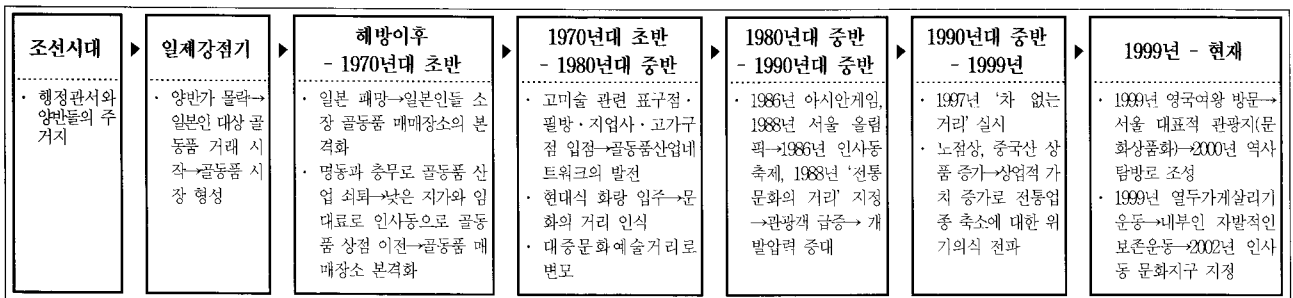 조선시대
· 행정관서와
양반들의 주
거지
▶
일제강점기
· 양반가 몰락→
일본인 대상 골
동품 거래 시
작→골동품 시
장 형성
▶
해방이후
- 1970년대 초반
· 일본 패망→일본인들 소
장 골동품 매매장소의 본
격화
· 명동과 충무로 골동품 산
업 쇠퇴→낮은 지가와 임
대료로 인사동으로 골동
품 상점 이전→골동품 매
매장소 본격화
▶
1970년대 초반
- 1980년대 중반
· 고미술 관련 표구점·
필방·지업사·고가구
점 입점→골동품산업네
트워크의 발전
· 현대식 화랑 입주→문
화의 거리 인식
· 대중문화예술거리로
변모
▶
1980년대 중반
- 1990년대 중반
· 1986년 아시안게임,
1988년 서울 올림
픽→1986년 인사동
축제, 1988년 ‘전통
문화의 거리’ 지정
→관광객 급증→ 개
발압력 증대
▶
1990년대 중반
- 1999년
· 1997년 ‘차 없는
거리’ 실시
· 노점상, 중국산 상
품 증가→상업적 가
치 증가로 전통업
종 축소에 대한 위
기의식 전파
▶
1999년 - 현재
· 1999년 영국여왕 방문→
서울 대표적 관광지(문
화상품화)→2000년 역사
탐방로 조성
· 1999년 열두가게살리기
운동→내부인 자발적인
보존운동→2002년 인사
동 문화지구 지정